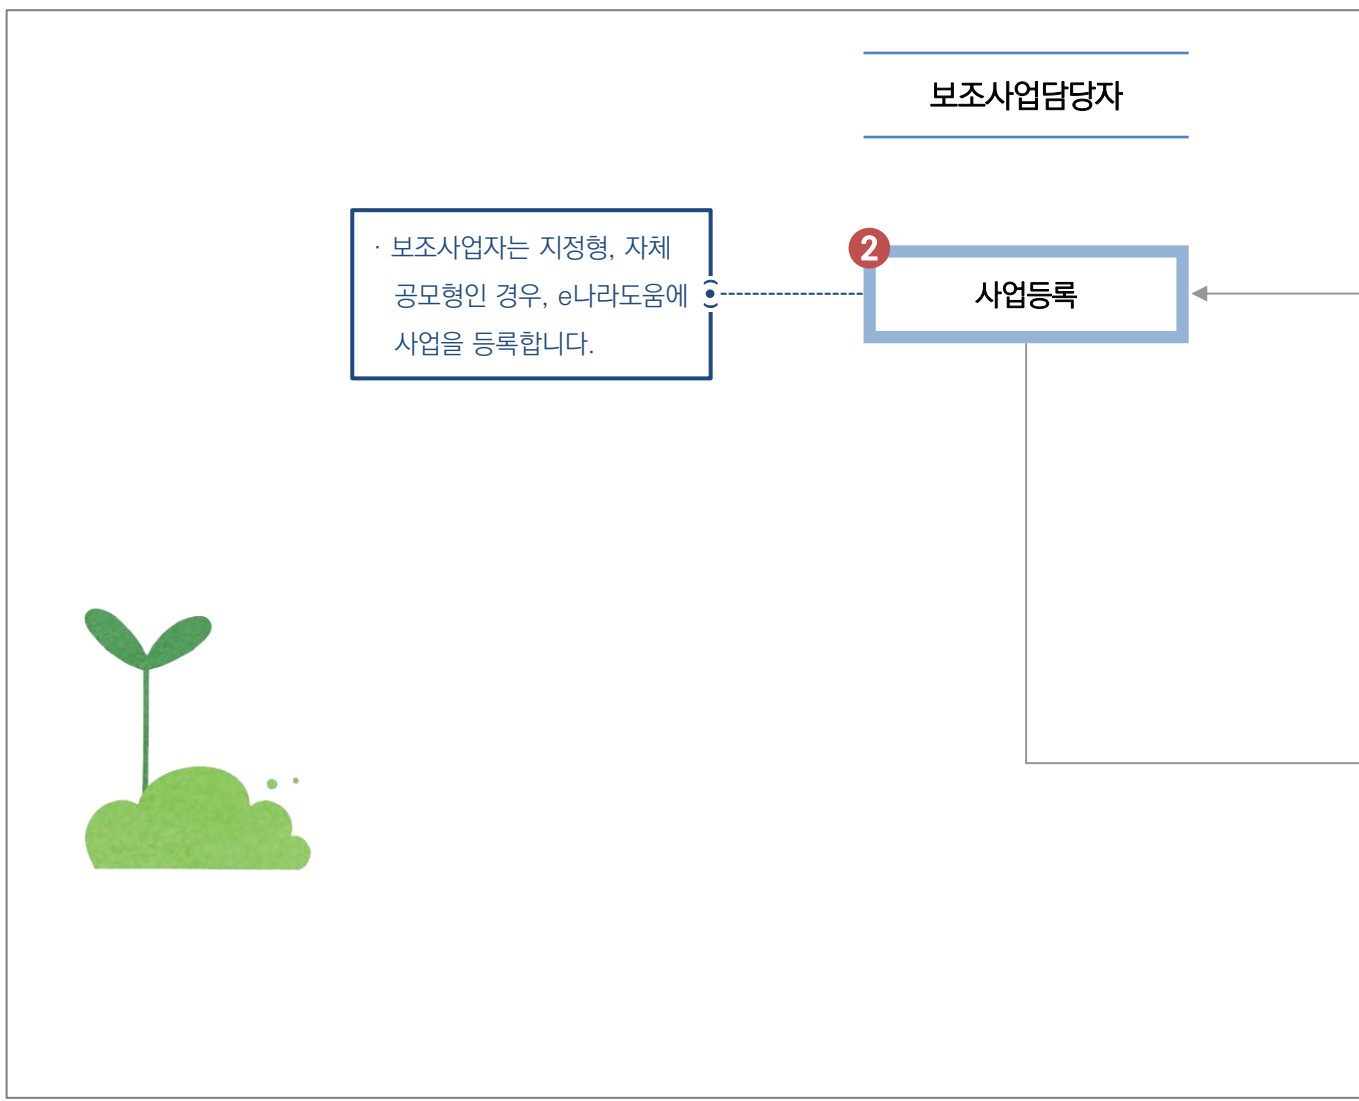 보조사업담당자
· 보조사업자는 지정형, 자체
공모형인 경우, e나라도움에
사업을 등록합니다.
2
사업등록